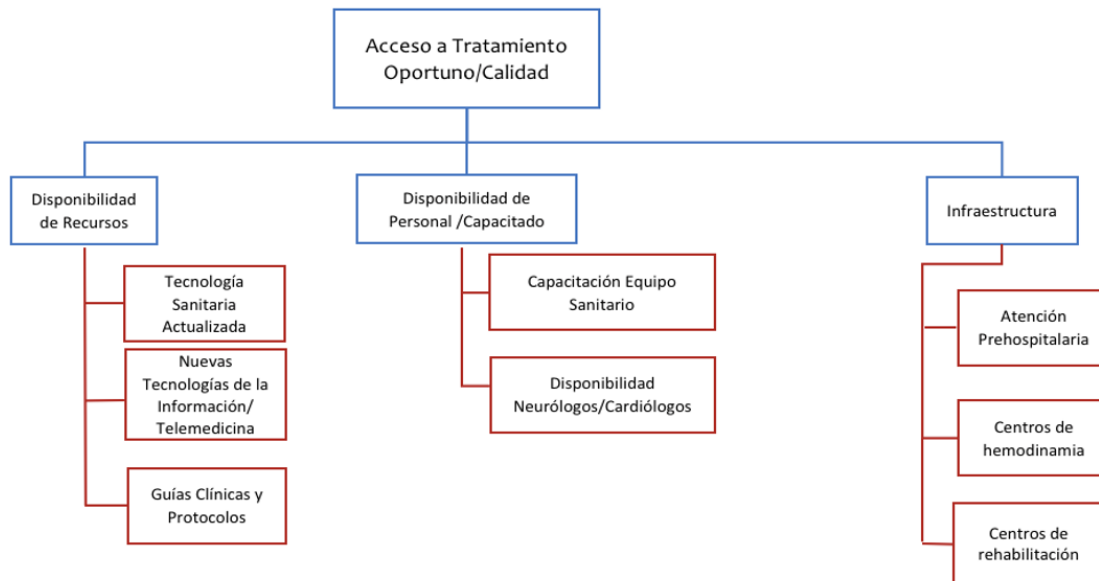 Acceso a Tratamiento
Oportuno/Calidad
Disponibilidad
de Recursos
Disponibilidad de
Personal /Capacitado
Infraestructura
Tecnología
Sanitaria
Actualizada
Nuevas
Tecnologías de la
Información/
Telemedicina
Guías Clínicas y
Protocolos
Capacitación Equipo
Sanitario
Disponibilidad
Neurólogos/Cardiólogos
Atención
Prehospitalaria
Centros de
hemodinamia
Centros de
rehabilitación